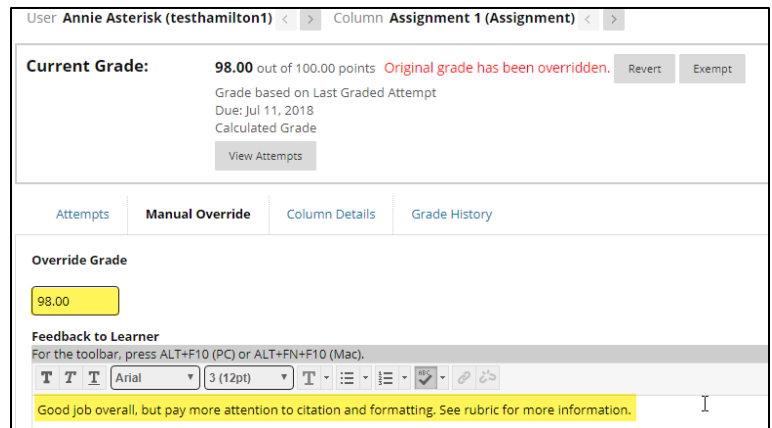 User Annie Asterisk (testhamilton1) < > Column Assignment 1 (Assignment) < >
Current Grade: 98.00 out of 100.00 points Original grade has been overridden. Revert Exempt
Grade based on Last Graded Attempt
Due: Jul 11, 2018
Calculated Grade
View Attempts
Attempts Manual Override Column Details Grade History
Override Grade
98.00
Feedback to Learner
For the toolbar, press ALT+F10 (PC) or ALT+FN+F10 (Mac).
T T T Arial 3 (12pt) T ABC
Good job overall, but pay more attention to citation and formatting. See rubric for more information.